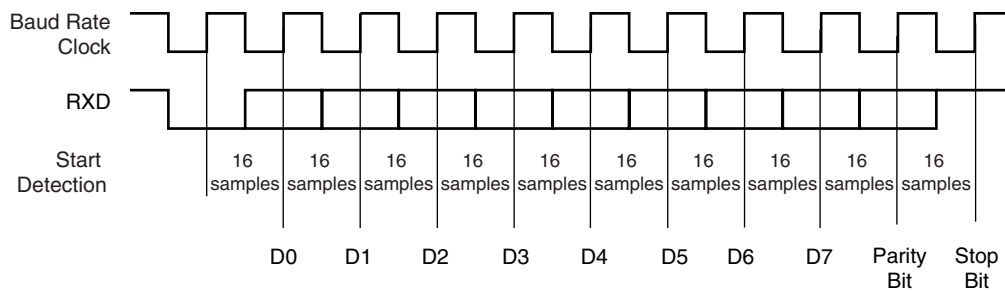 Baud Rate
Clock
RXD
Start
Detection
16 16 16 16 16 16 16 16 16 16
samples samples samples samples samples samples samples samples samples samples
D0 D1 D2 D3 D4 D5 D6 D7 Parity Stop
Bit Bit